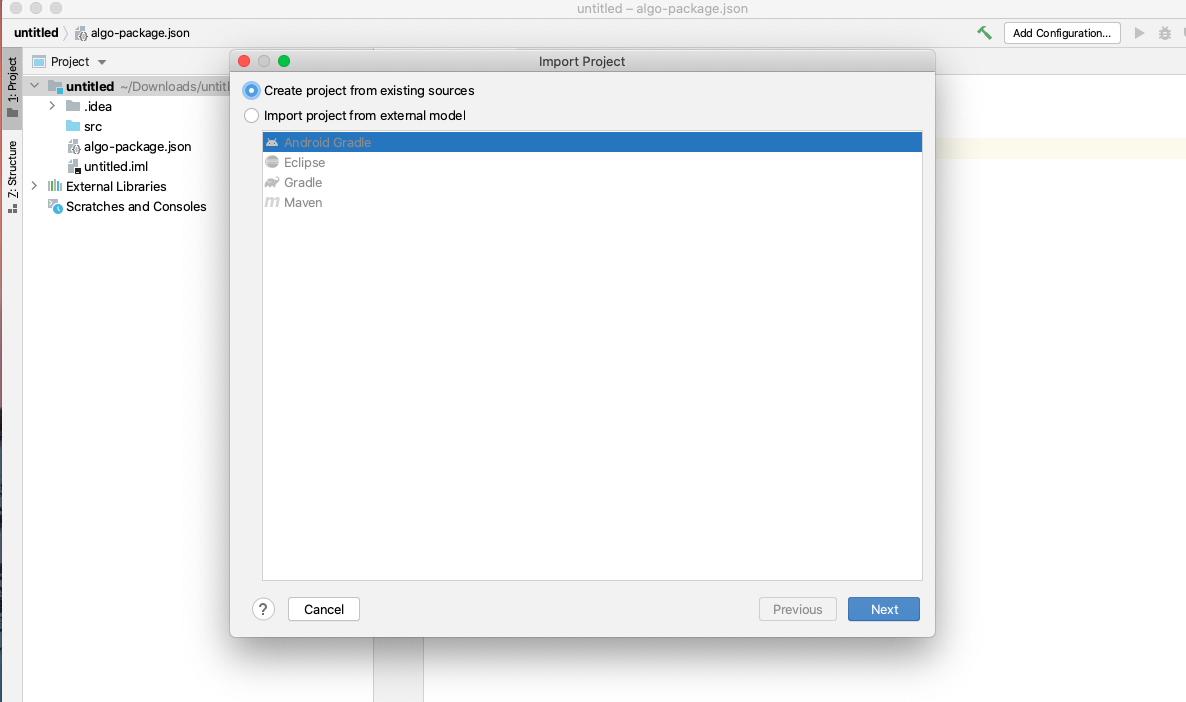 untitled – algo-package.json
untitled algo-package.json
Add Configuration...
1: Project
Z: Structure
Project
untitled ~/Downloads/untitl
.idea
src
algo-package.json
untitled.iml
External Libraries
Scratches and Consoles
Import Project
Create project from existing sources
Import project from external model
Android Gradle
Eclipse
Gradle
Maven
? Cancel Previous Next